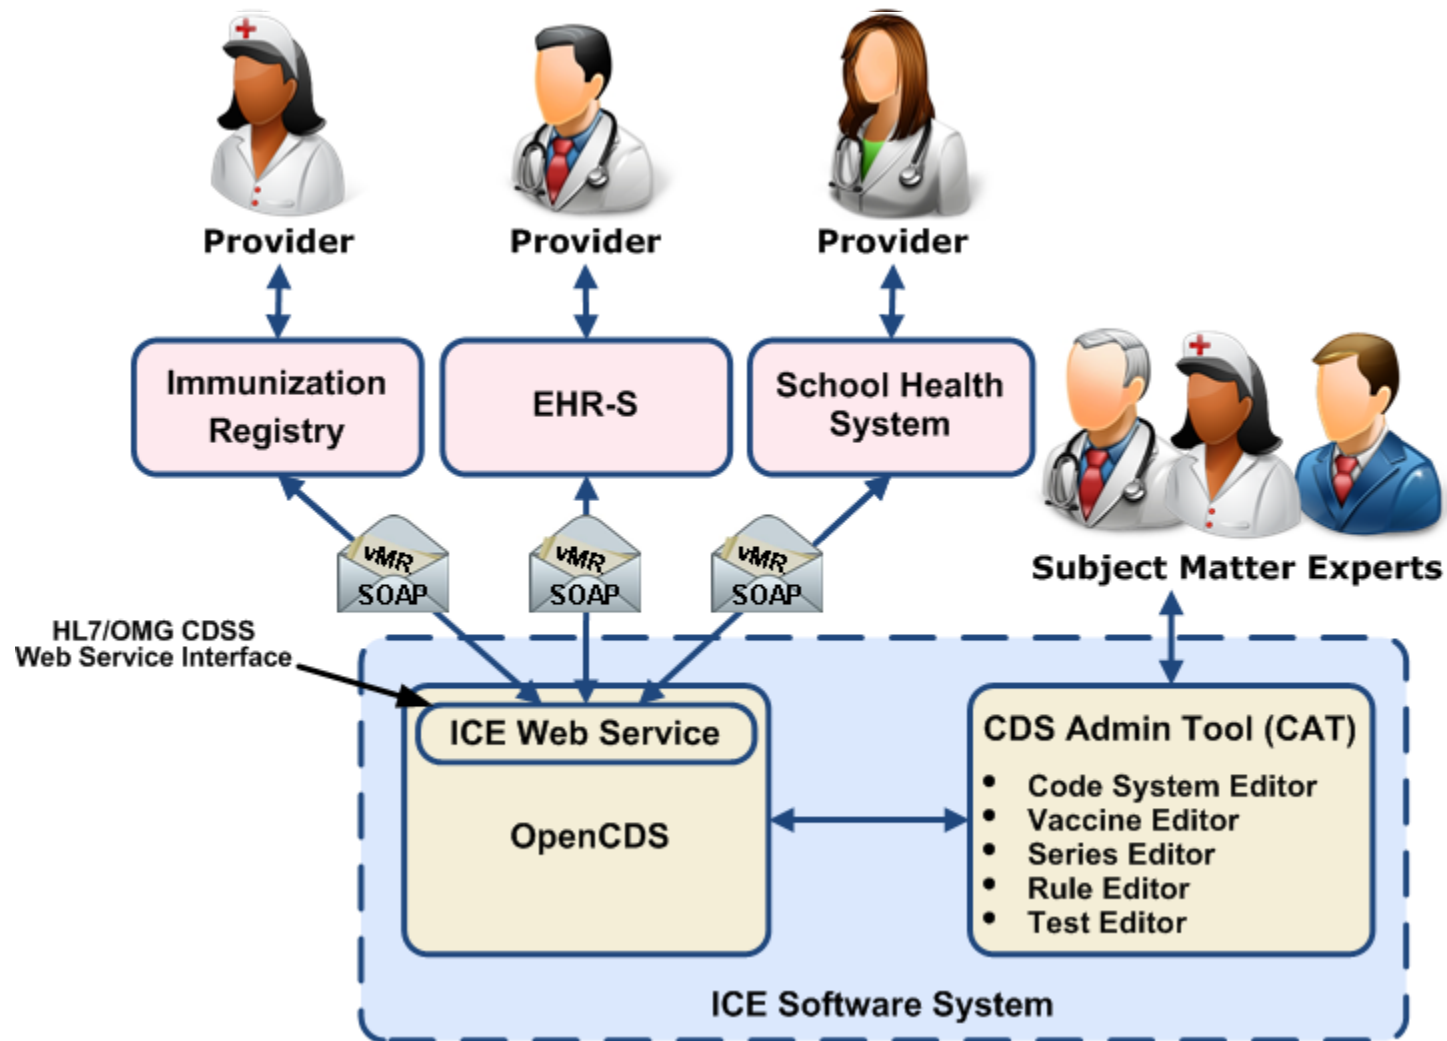 Provider
Provider
Provider
Immunization
Registry
EHR-S
School Health
System
vMR
SOAP
vMR
SOAP
vMR
SOAP
Subject Matter Experts
HL7/OMG CDSS
Web Service Interface
ICE Web Service
OpenCDS
CDS Admin Tool (CAT)
• Code System Editor
• Vaccine Editor
• Series Editor
• Rule Editor
• Test Editor
ICE Software System